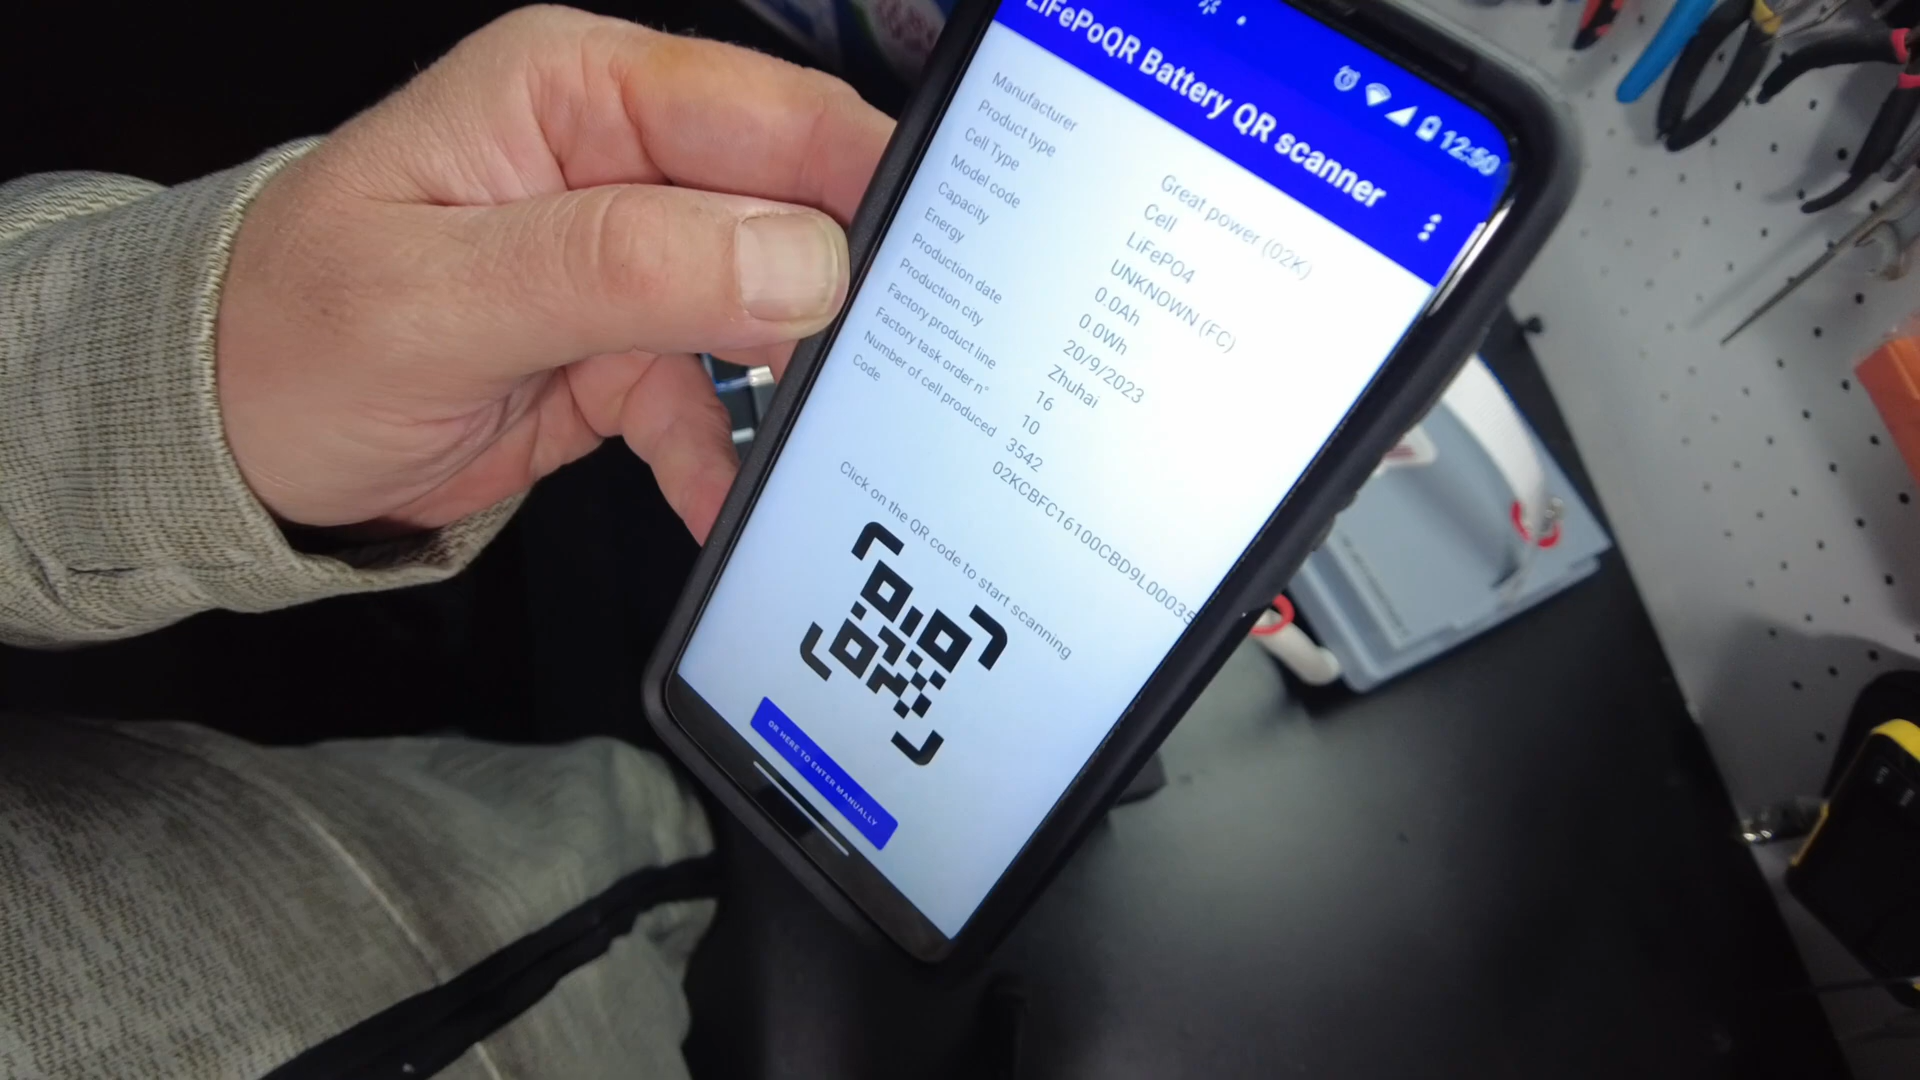 12:50
LiFePoQR Battery QR scanner
Manufacturer Great power (02K)
Product type Cell
Cell Type LiFePO4
Model code UNKNOWN (FC)
Capacity 0.0Ah
Energy 0.0Wh
Production date 20/9/2023
Production city Zhuhai
Factory product line 16
Factory task order n° 10
Number of cell produced 3542
Code 02KCBFC16100CBD9L00035
Click on the QR code to start scanning
OR HERE TO ENTER MANUALLY